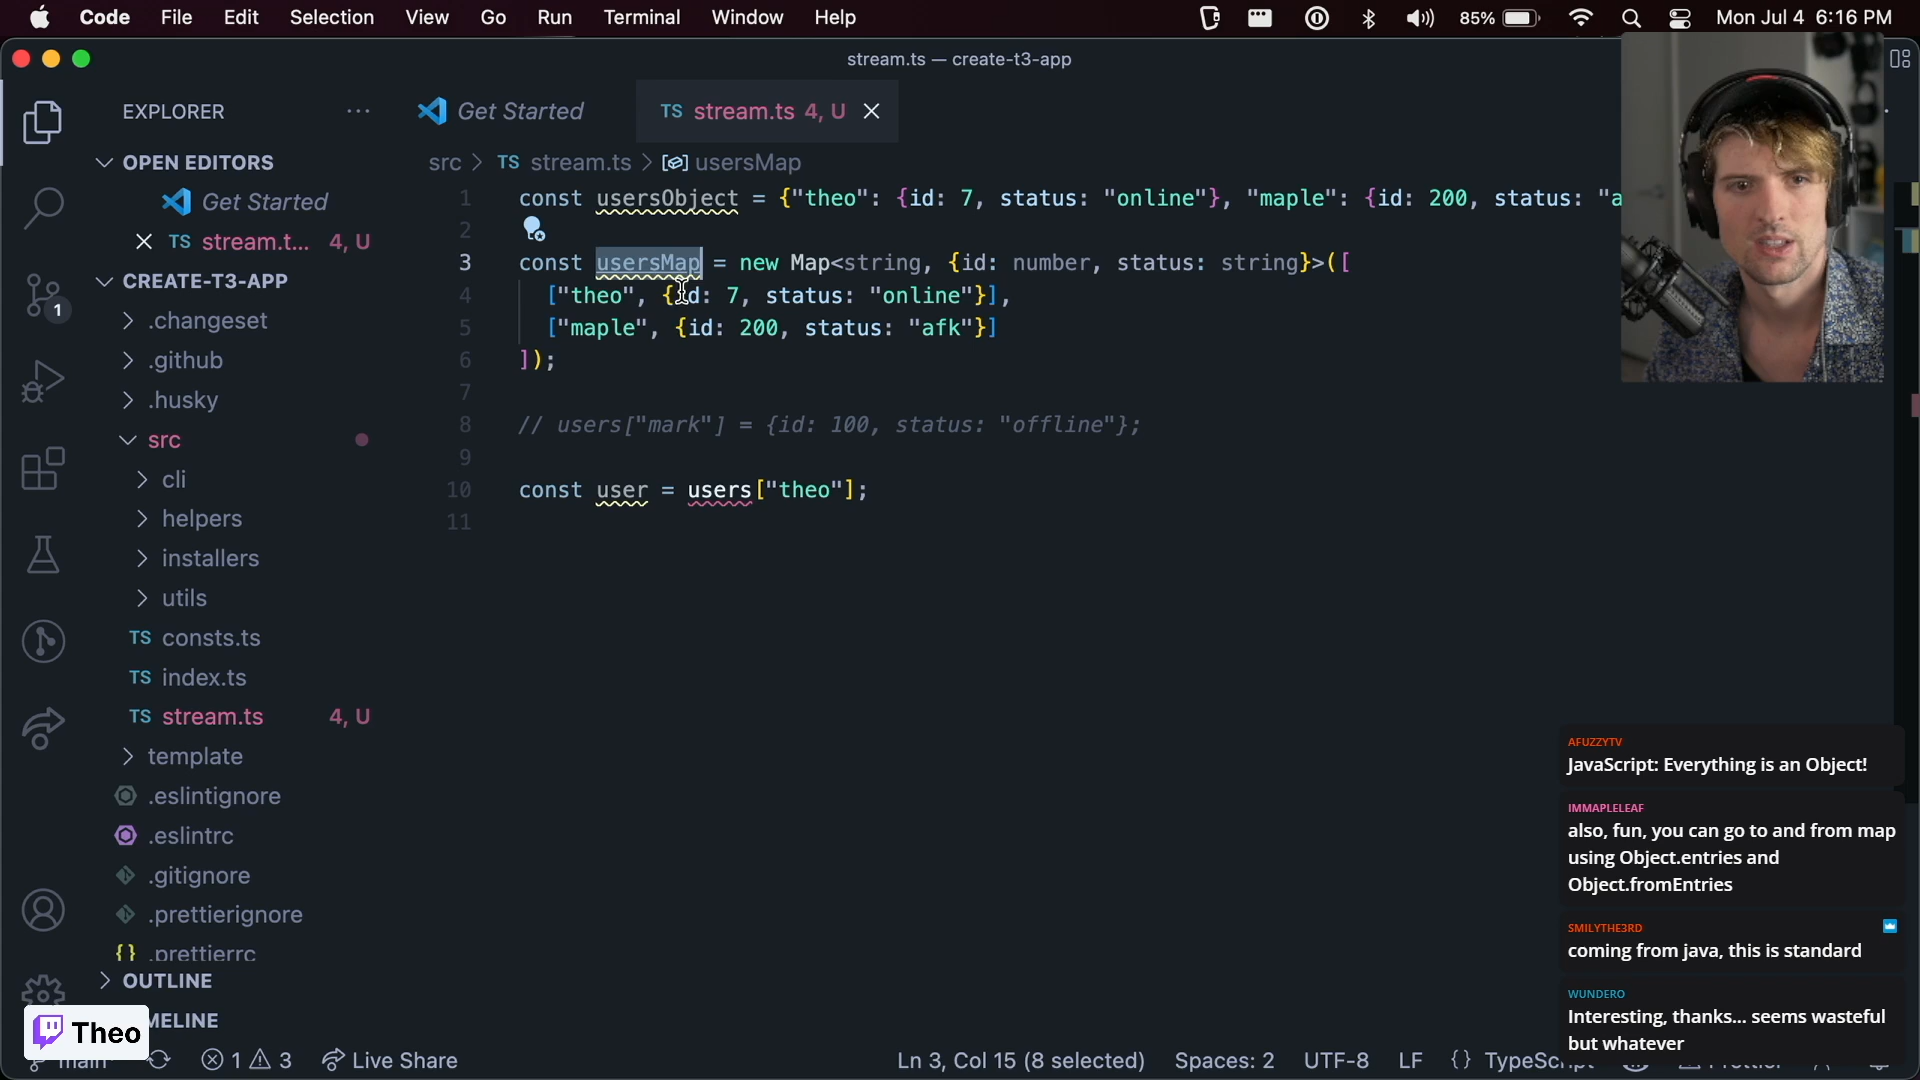 Code File Edit Selection View Go Run Terminal Window Help 85% Mon Jul 4 6:16 PM
stream.ts — create-t3-app
EXPLORER
OPEN EDITORS
Get Started
TS stream.t... 4, U
CREATE-T3-APP
.changeset
.github
.husky
src
cli
helpers
installers
utils
TS consts.ts
TS index.ts
TS stream.ts 4, U
template
.eslintignore
.eslintrc
.gitignore
.prettierignore
{} .prettierrc
OUTLINE
MELINE
1
Get Started
TS stream.ts 4, U
src > TS stream.ts > usersMap
1 const usersObject = {"theo": {id: 7, status: "online"}, "maple": {id: 200, status: "a
2
3 const usersMap = new Map<string, {id: number, status: string}>([
4 ["theo", {id: 7, status: "online"}],
5 ["maple", {id: 200, status: "afk"}]
6 ]);
7
8 // users["mark"] = {id: 100, status: "offline"};
9
10 const user = users["theo"];
11
AFUZZYTV
JavaScript: Everything is an Object!
IMMAPLELEAF
also, fun, you can go to and from map
using Object.entries and
Object.fromEntries
SMILYTHE3RD
coming from java, this is standard
WUNDERO
Interesting, thanks... seems wasteful
but whatever
Theo
main 1 3 Live Share Ln 3, Col 15 (8 selected) Spaces: 2 UTF-8 LF {}